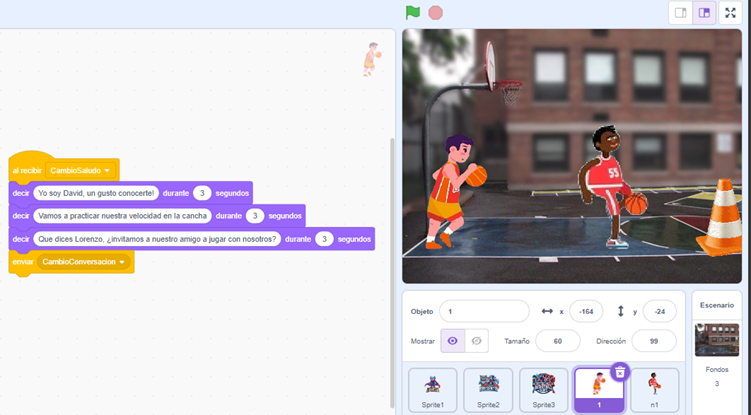 al recibir CambioSaludo
decir Yo soy David, un gusto conocerte! durante 3 segundos
decir Vamos a practicar nuestra velocidad en la cancha durante 3 segundos
decir Que dices Lorenzo, ¿invitamos a nuestro amigo a jugar con nosotros? durante 3 segundos
enviar CambioConversacion
55
Objeto 1 x -164 y -24
Mostrar Tamaño 60 Dirección 99
Sprite1 Sprite2 Sprite3 1 n1
Escenario
Fondos
3